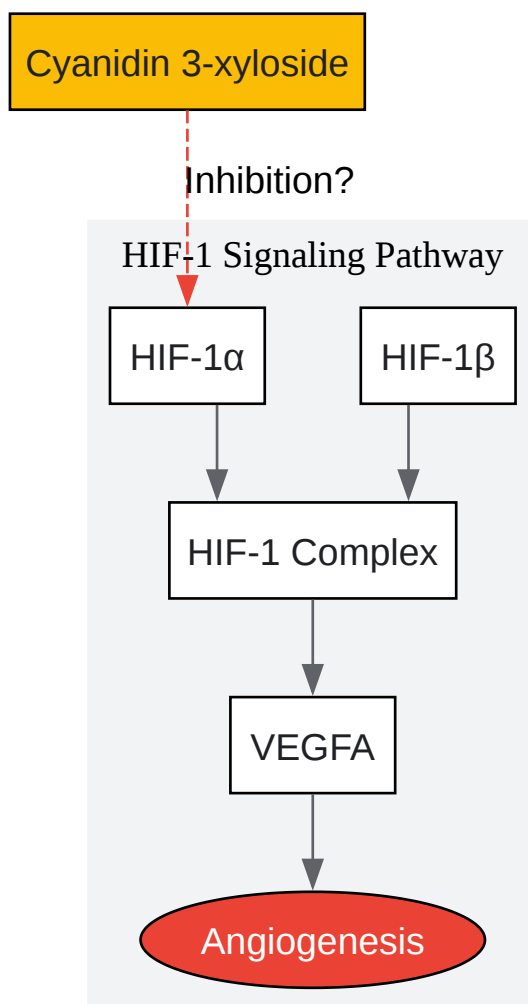 Cyanidin 3-xyloside
Inhibition?
HIF-1 Signaling Pathway
HIF-1α
HIF-1β
HIF-1 Complex
VEGFA
Angiogenesis